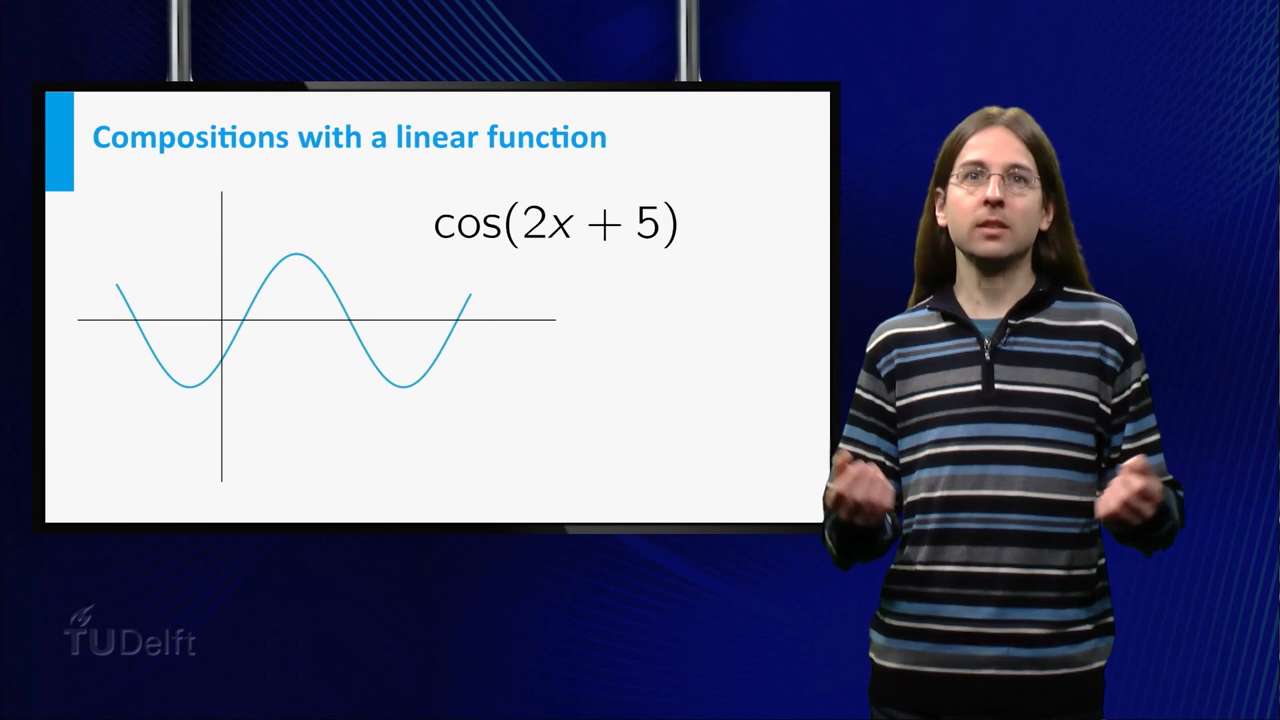 Compositions with a linear function
cos(2x + 5)
TUDelft